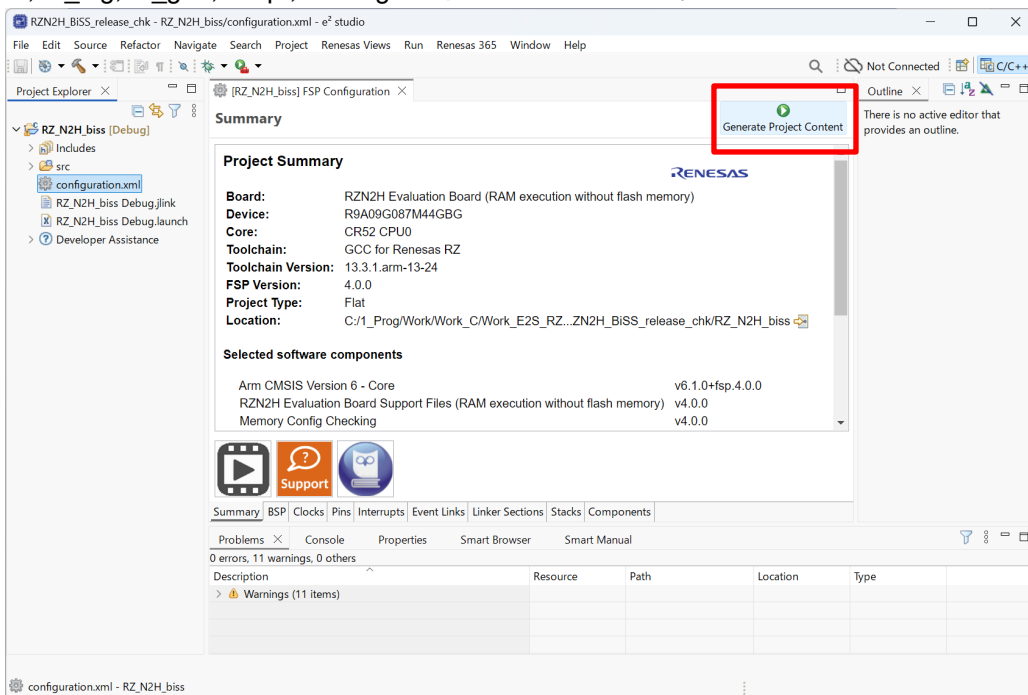 RZN2H_BiSS_release_chk - RZ_N2H_biss/configuration.xml - e² studio
File Edit Source Refactor Navigate Search Project Renesas Views Run Renesas 365 Window Help
Not Connected
C/C++
Project Explorer
[RZ_N2H_biss] FSP Configuration
Outline
RZ_N2H_biss [Debug]
Includes
src
configuration.xml
RZ_N2H_biss Debug.jlink
RZ_N2H_biss Debug.launch
Developer Assistance
Summary
Generate Project Content
There is no active editor that
provides an outline.
Project Summary
RENESAS
Board: RZN2H Evaluation Board (RAM execution without flash memory)
Device: R9A09G087M44GBG
Core: CR52 CPU0
Toolchain: GCC for Renesas RZ
Toolchain Version: 13.3.1.arm-13-24
FSP Version: 4.0.0
Project Type: Flat
Location: C:/1_Prog/Work/Work_C/Work_E2S_RZ...ZN2H_BiSS_release_chk/RZ_N2H_biss
Selected software components
Arm CMSIS Version 6 - Core v6.1.0+fsp.4.0.0
RZN2H Evaluation Board Support Files (RAM execution without flash memory) v4.0.0
Memory Config Checking v4.0.0
Support
Summary BSP Clocks Pins Interrupts Event Links Linker Sections Stacks Components
Problems Console Properties Smart Browser Smart Manual
0 errors, 11 warnings, 0 others
Description Resource Path Location Type
Warnings (11 items)
configuration.xml - RZ_N2H_biss